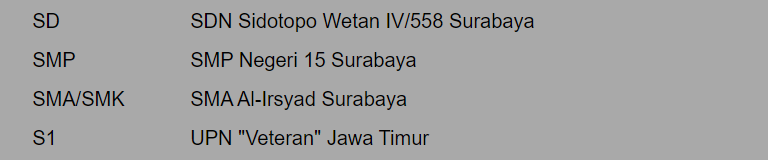 SD SDN Sidotopo Wetan IV/558 Surabaya
SMP SMP Negeri 15 Surabaya
SMA/SMK SMA Al-Irsyad Surabaya
S1 UPN "Veteran" Jawa Timur